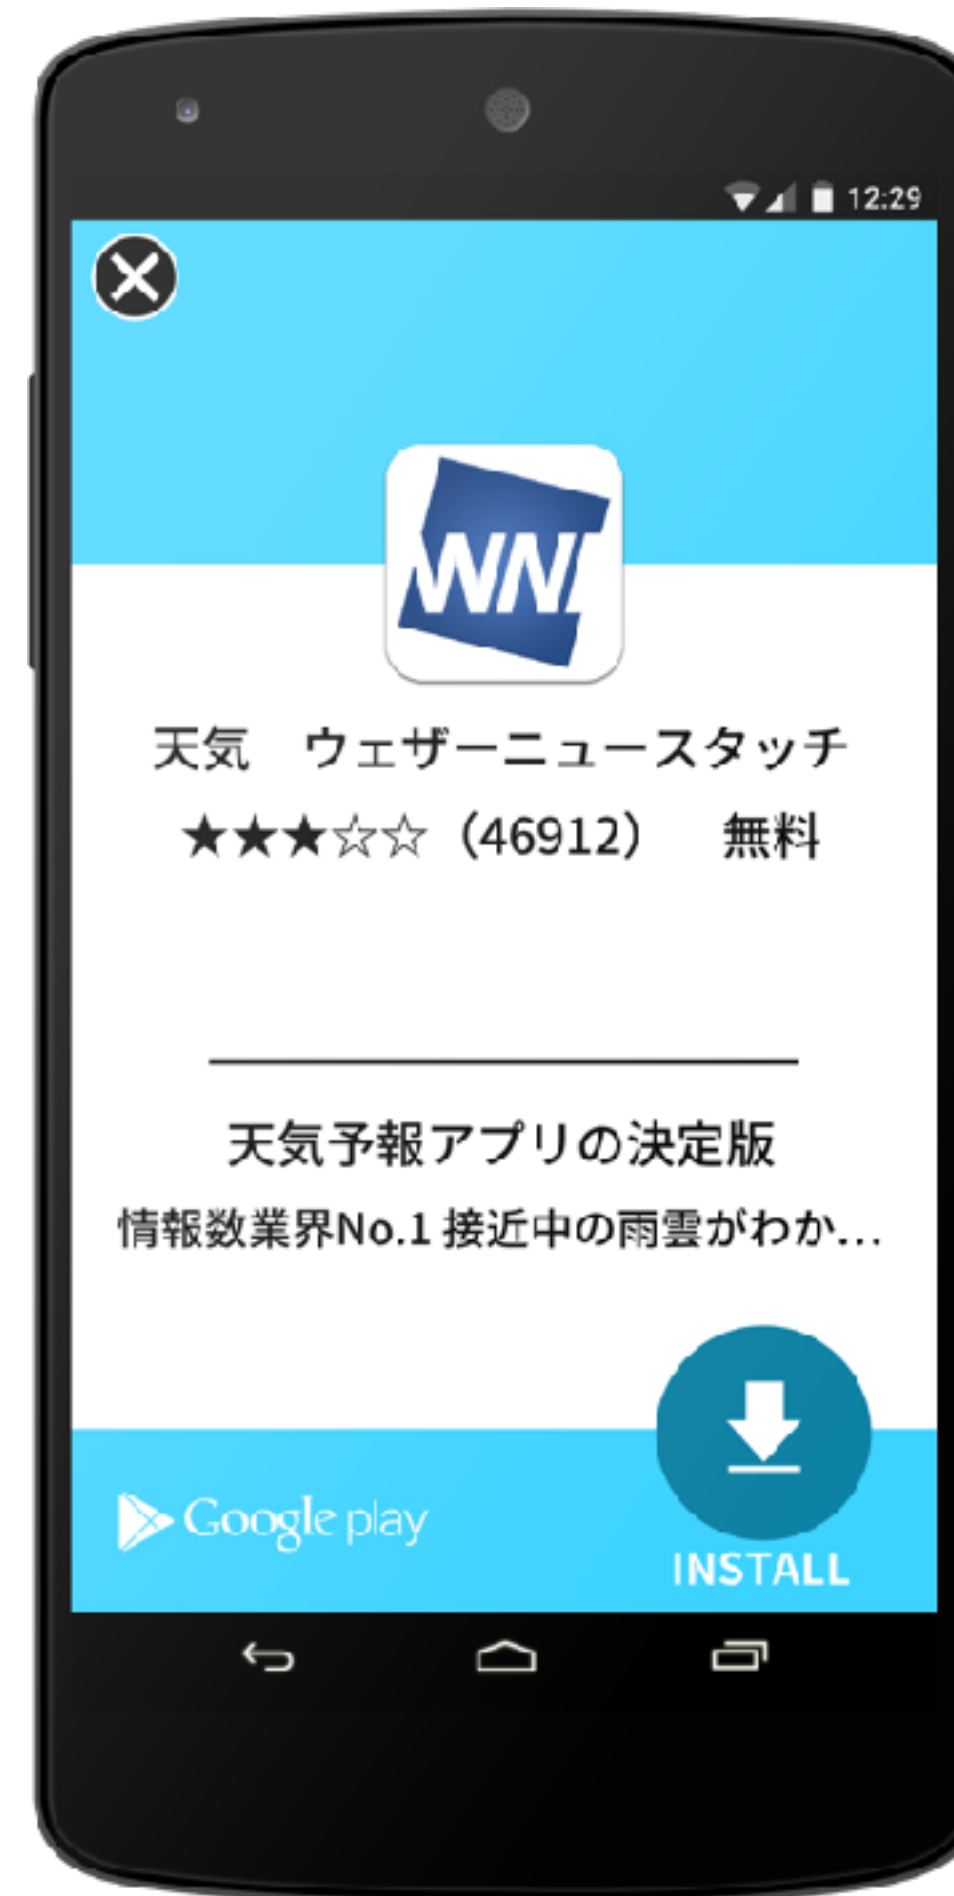 12:29
WNI
天気　ウェザーニュースタッチ
★★★☆☆（46912）　無料
天気予報アプリの決定版
情報数業界No.1 接近中の雨雲がわか…
Google play
INSTALL